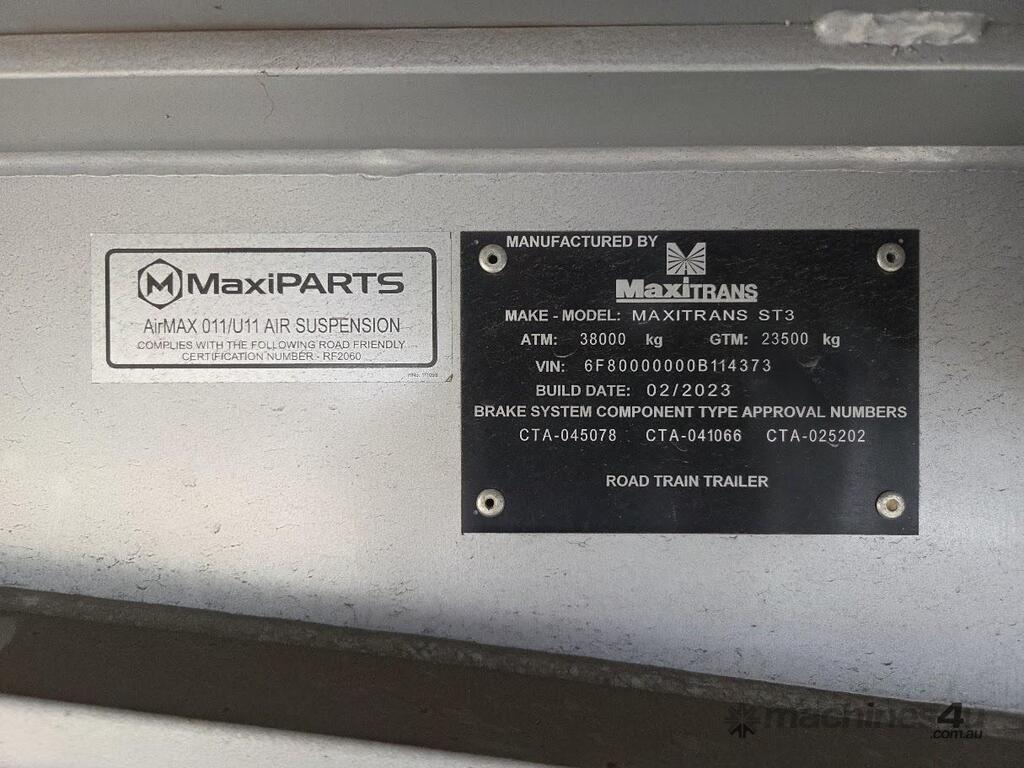 M MaxiPARTS
AirMAX 011/U11 AIR SUSPENSION
COMPLIES WITH THE FOLLOWING ROAD FRIENDLY
CERTIFICATION NUMBER - RF2060
MANUFACTURED BY
MaxiTRANS
MAKE - MODEL: MAXITRANS ST3
ATM: 38000 kg GTM: 23500 kg
VIN: 6F80000000B114373
BUILD DATE: 02/2023
BRAKE SYSTEM COMPONENT TYPE APPROVAL NUMBERS
CTA-045078 CTA-041066 CTA-025202
ROAD TRAIN TRAILER
machines4u
.com.au